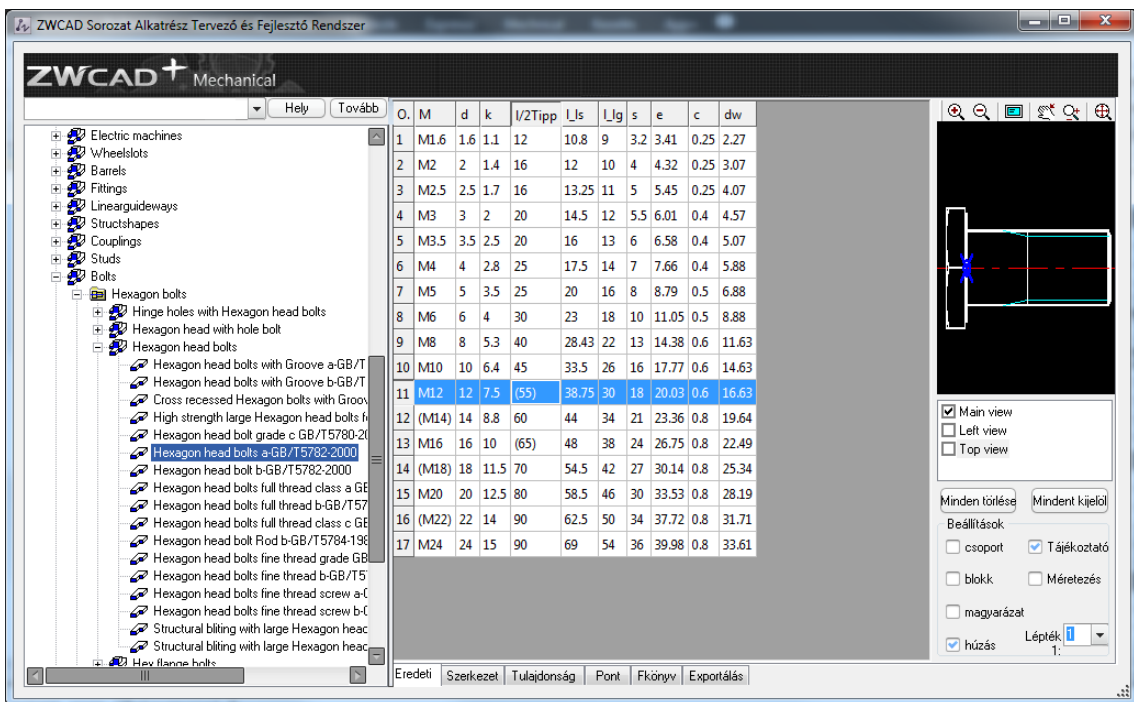 ZWCAD Sorozat Alkatrész Tervező és Fejlesztő Rendszer
ZWCAD+ Mechanical
Hely Tovább
Electric machines
Wheelslots
Barrels
Fittings
Linearguideways
Structshapes
Couplings
Studs
Bolts
Hexagon bolts
Hinge holes with Hexagon head bolts
Hexagon head with hole bolt
Hexagon head bolts
Hexagon head bolts with Groove a-GB/T
Hexagon head bolts with Groove b-GB/T
Cross recessed Hexagon bolts with Groov
High strength large Hexagon head bolts f
Hexagon head bolt grade c GB/T5780-20
Hexagon head bolts a-GB/T5782-2000
Hexagon head bolt b-GB/T5782-2000
Hexagon head bolts full thread class a GE
Hexagon head bolts full thread b-GB/T57
Hexagon head bolts full thread class c GE
Hexagon head bolt Rod b-GB/T5784-198
Hexagon head bolts fine thread grade GB
Hexagon head bolts fine thread b-GB/T5
Hexagon head bolts fine thread screw a-
Hexagon head bolts fine thread screw b-
Structural bliting with large Hexagon head
Structural bliting with large Hexagon head
Hex flange bolts
O. M d k l/2Tipp l_ls l_lg s e c dw
1 M1.6 1.6 1.1 12 10.8 9 3.2 3.41 0.25 2.27
2 M2 2 1.4 16 12 10 4 4.32 0.25 3.07
3 M2.5 2.5 1.7 16 13.25 11 5 5.45 0.25 4.07
4 M3 3 2 20 14.5 12 5.5 6.01 0.4 4.57
5 M3.5 3.5 2.5 20 16 13 6 6.58 0.4 5.07
6 M4 4 2.8 25 17.5 14 7 7.66 0.4 5.88
7 M5 5 3.5 25 20 16 8 8.79 0.5 6.88
8 M6 6 4 30 23 18 10 11.05 0.5 8.88
9 M8 8 5.3 40 28.43 22 13 14.38 0.6 11.63
10 M10 10 6.4 45 33.5 26 16 17.77 0.6 14.63
11 M12 12 7.5 (55) 38.75 30 18 20.03 0.6 16.63
12 (M14) 14 8.8 60 44 34 21 23.36 0.8 19.64
13 M16 16 10 (65) 48 38 24 26.75 0.8 22.49
14 (M18) 18 11.5 70 54.5 42 27 30.14 0.8 25.34
15 M20 20 12.5 80 58.5 46 30 33.53 0.8 28.19
16 (M22) 22 14 90 62.5 50 34 37.72 0.8 31.71
17 M24 24 15 90 69 54 36 39.98 0.8 33.61
Eredeti Szerkezet Tulajdonság Pont Fkönyv Exportálás
Main view
Left view
Top view
Minden törlése Mindent kijelöl
Beállítások
csoport Tájékoztató
blokk Méretezés
magyarázat
húzás Lépték 1: 1